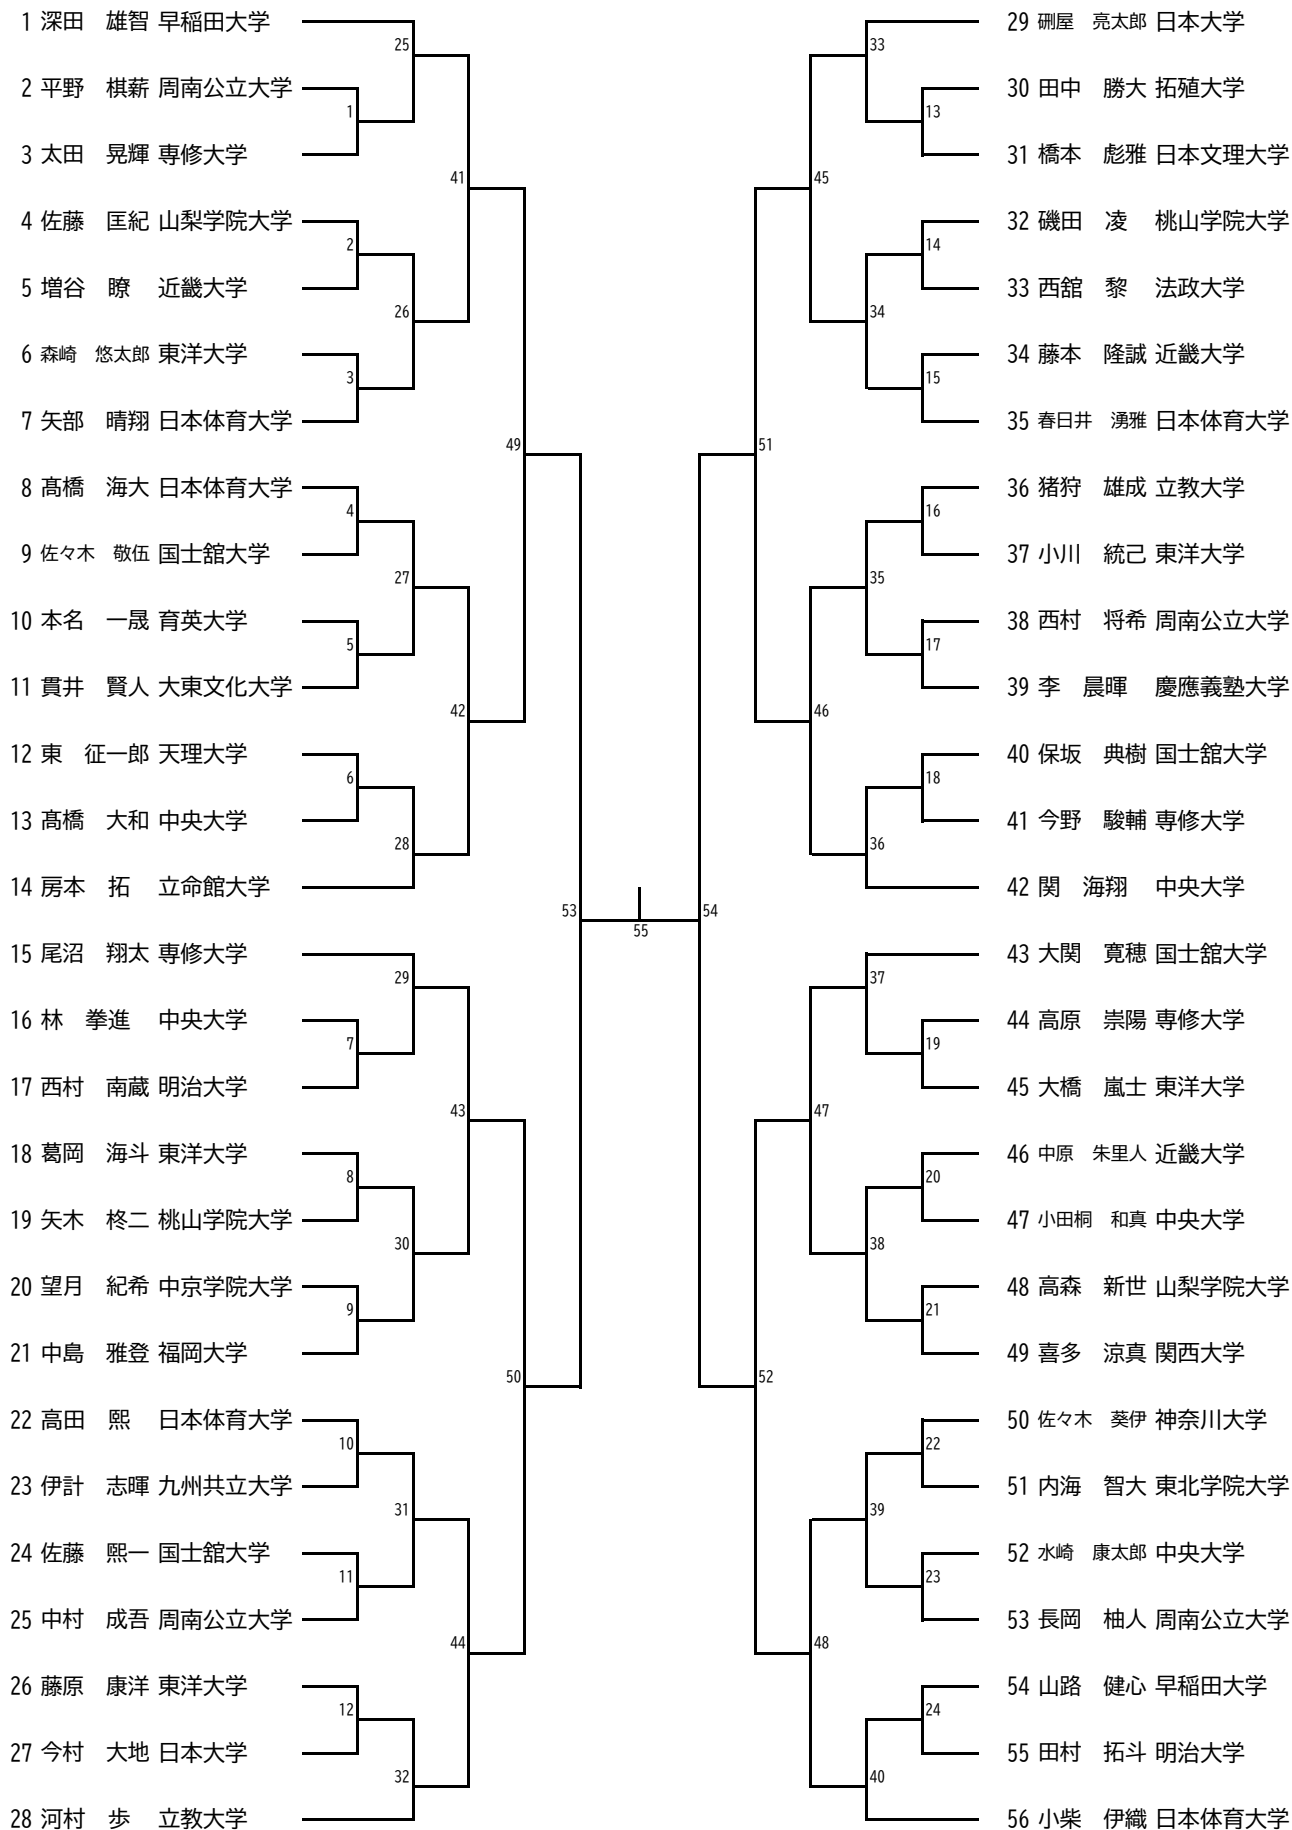 1 深田　雄智 早稲田大学
2 平野　棋薪 周南公立大学
3 太田　晃輝 専修大学
4 佐藤　匡紀 山梨学院大学
5 増谷　瞭 近畿大学
6 森崎　悠太郎 東洋大学
7 矢部　晴翔 日本体育大学
8 髙橋　海大 日本体育大学
9 佐々木　敬伍 国士舘大学
10 本名　一晟 育英大学
11 貫井　賢人 大東文化大学
12 東　征一郎 天理大学
13 髙橋　大和 中央大学
14 房本　拓 立命館大学
15 尾沼　翔太 専修大学
16 林　拳進 中央大学
17 西村　南蔵 明治大学
18 葛岡　海斗 東洋大学
19 矢木　柊二 桃山学院大学
20 望月　紀希 中京学院大学
21 中島　雅登 福岡大学
22 高田　熙 日本体育大学
23 伊計　志暉 九州共立大学
24 佐藤　熙一 国士舘大学
25 中村　成吾 周南公立大学
26 藤原　康洋 東洋大学
27 今村　大地 日本大学
28 河村　歩 立教大学
25
1
41
2
26
3
49
4
27
5
42
6
28
53
29
7
43
8
30
9
50
10
31
11
44
12
32
55
33
13
45
14
34
15
51
16
35
17
46
18
36
54
37
19
47
20
38
21
52
22
39
23
48
24
40
29 硎屋　亮太郎 日本大学
30 田中　勝大 拓殖大学
31 橋本　彪雅 日本文理大学
32 磯田　凌 桃山学院大学
33 西舘　黎 法政大学
34 藤本　隆誠 近畿大学
35 春日井　湧雅 日本体育大学
36 猪狩　雄成 立教大学
37 小川　統己 東洋大学
38 西村　将希 周南公立大学
39 李　晨暉 慶應義塾大学
40 保坂　典樹 国士舘大学
41 今野　駿輔 専修大学
42 関　海翔 中央大学
43 大関　寛穂 国士舘大学
44 高原　崇陽 専修大学
45 大橋　嵐士 東洋大学
46 中原　朱里人 近畿大学
47 小田桐　和真 中央大学
48 高森　新世 山梨学院大学
49 喜多　涼真 関西大学
50 佐々木　葵伊 神奈川大学
51 内海　智大 東北学院大学
52 水崎　康太郎 中央大学
53 長岡　柚人 周南公立大学
54 山路　健心 早稲田大学
55 田村　拓斗 明治大学
56 小柴　伊織 日本体育大学